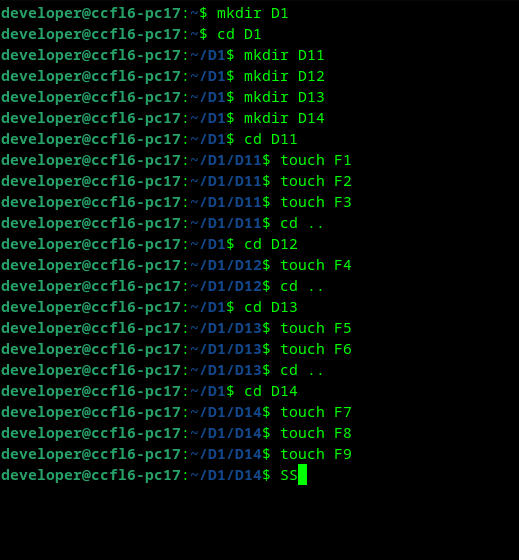 developer@ccfl6-pc17:~$ mkdir D1
developer@ccfl6-pc17:~$ cd D1
developer@ccfl6-pc17:~/D1$ mkdir D11
developer@ccfl6-pc17:~/D1$ mkdir D12
developer@ccfl6-pc17:~/D1$ mkdir D13
developer@ccfl6-pc17:~/D1$ mkdir D14
developer@ccfl6-pc17:~/D1$ cd D11
developer@ccfl6-pc17:~/D1/D11$ touch F1
developer@ccfl6-pc17:~/D1/D11$ touch F2
developer@ccfl6-pc17:~/D1/D11$ touch F3
developer@ccfl6-pc17:~/D1/D11$ cd ..
developer@ccfl6-pc17:~/D1$ cd D12
developer@ccfl6-pc17:~/D1/D12$ touch F4
developer@ccfl6-pc17:~/D1/D12$ cd ..
developer@ccfl6-pc17:~/D1$ cd D13
developer@ccfl6-pc17:~/D1/D13$ touch F5
developer@ccfl6-pc17:~/D1/D13$ touch F6
developer@ccfl6-pc17:~/D1/D13$ cd ..
developer@ccfl6-pc17:~/D1$ cd D14
developer@ccfl6-pc17:~/D1/D14$ touch F7
developer@ccfl6-pc17:~/D1/D14$ touch F8
developer@ccfl6-pc17:~/D1/D14$ touch F9
developer@ccfl6-pc17:~/D1/D14$ SS